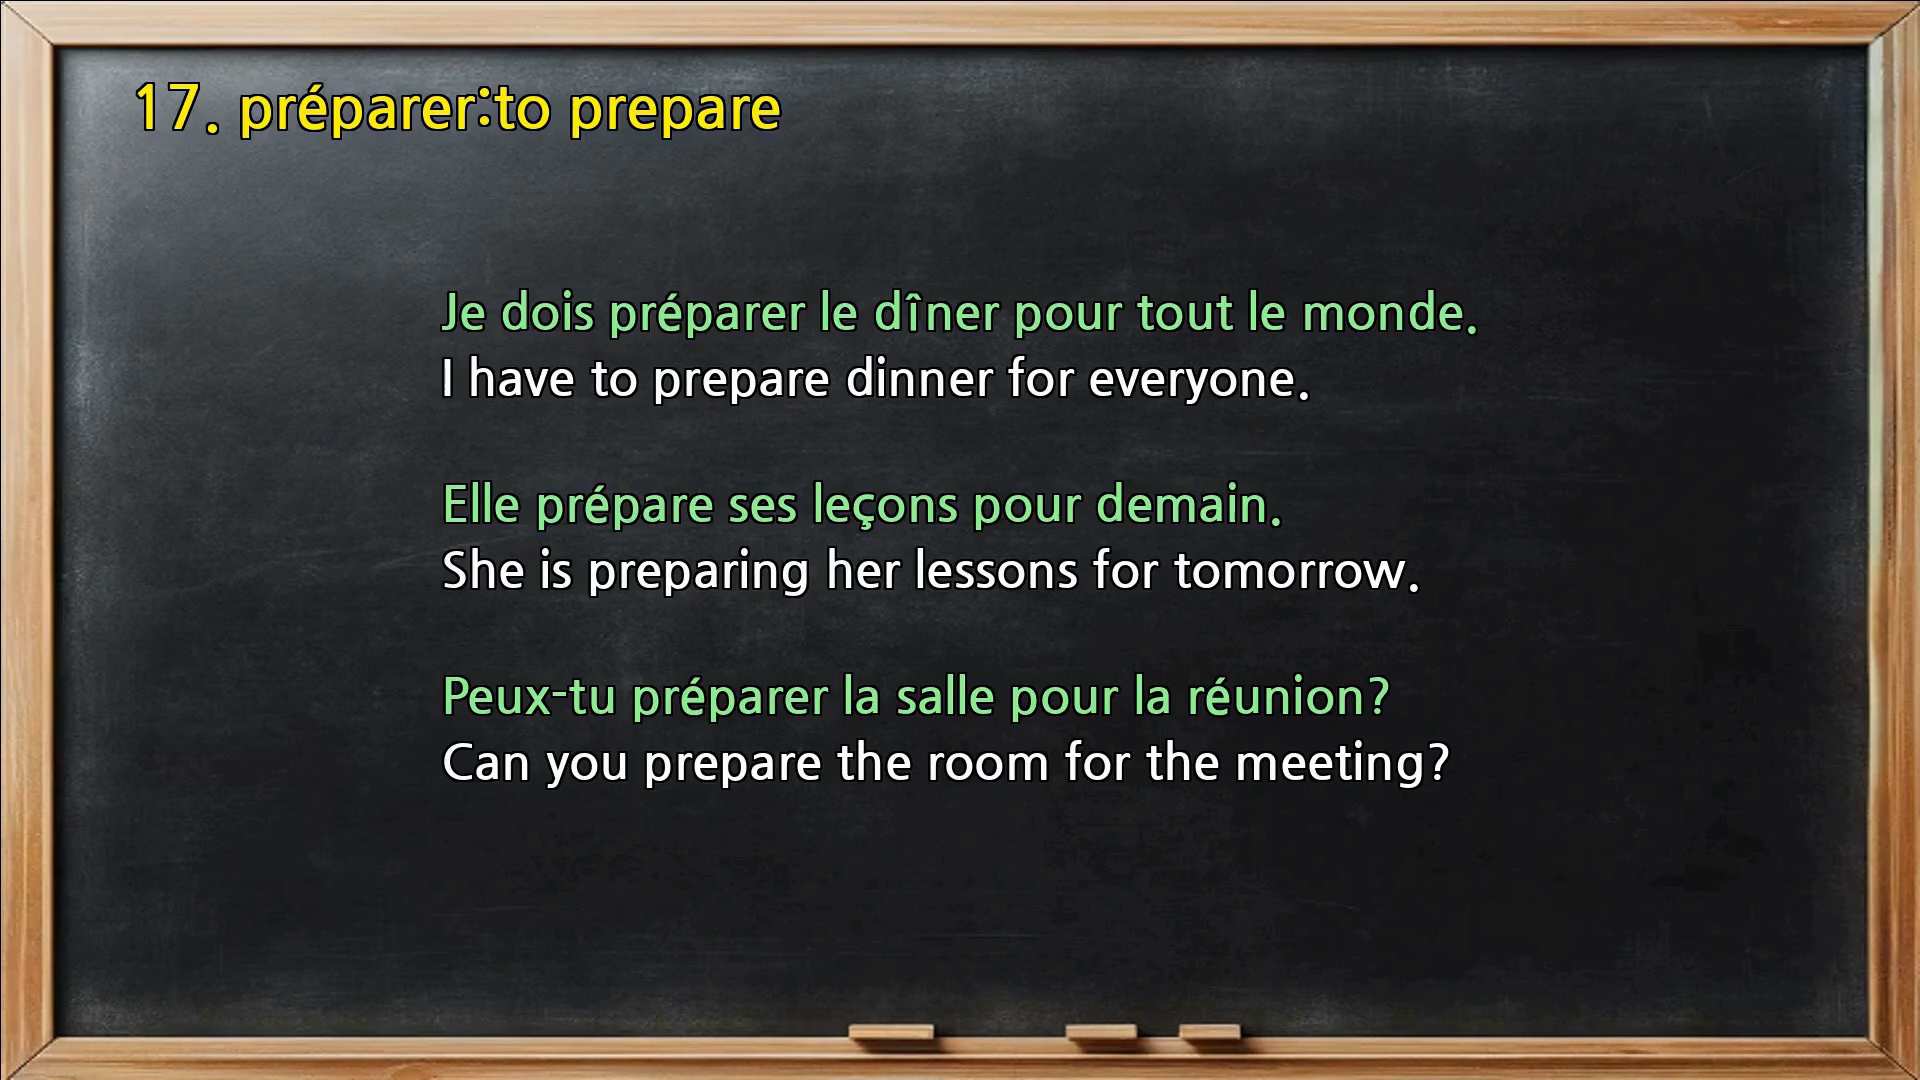 17. préparer:to prepare
Je dois préparer le dîner pour tout le monde.
I have to prepare dinner for everyone.
Elle prépare ses leçons pour demain.
She is preparing her lessons for tomorrow.
Peux-tu préparer la salle pour la réunion?
Can you prepare the room for the meeting?